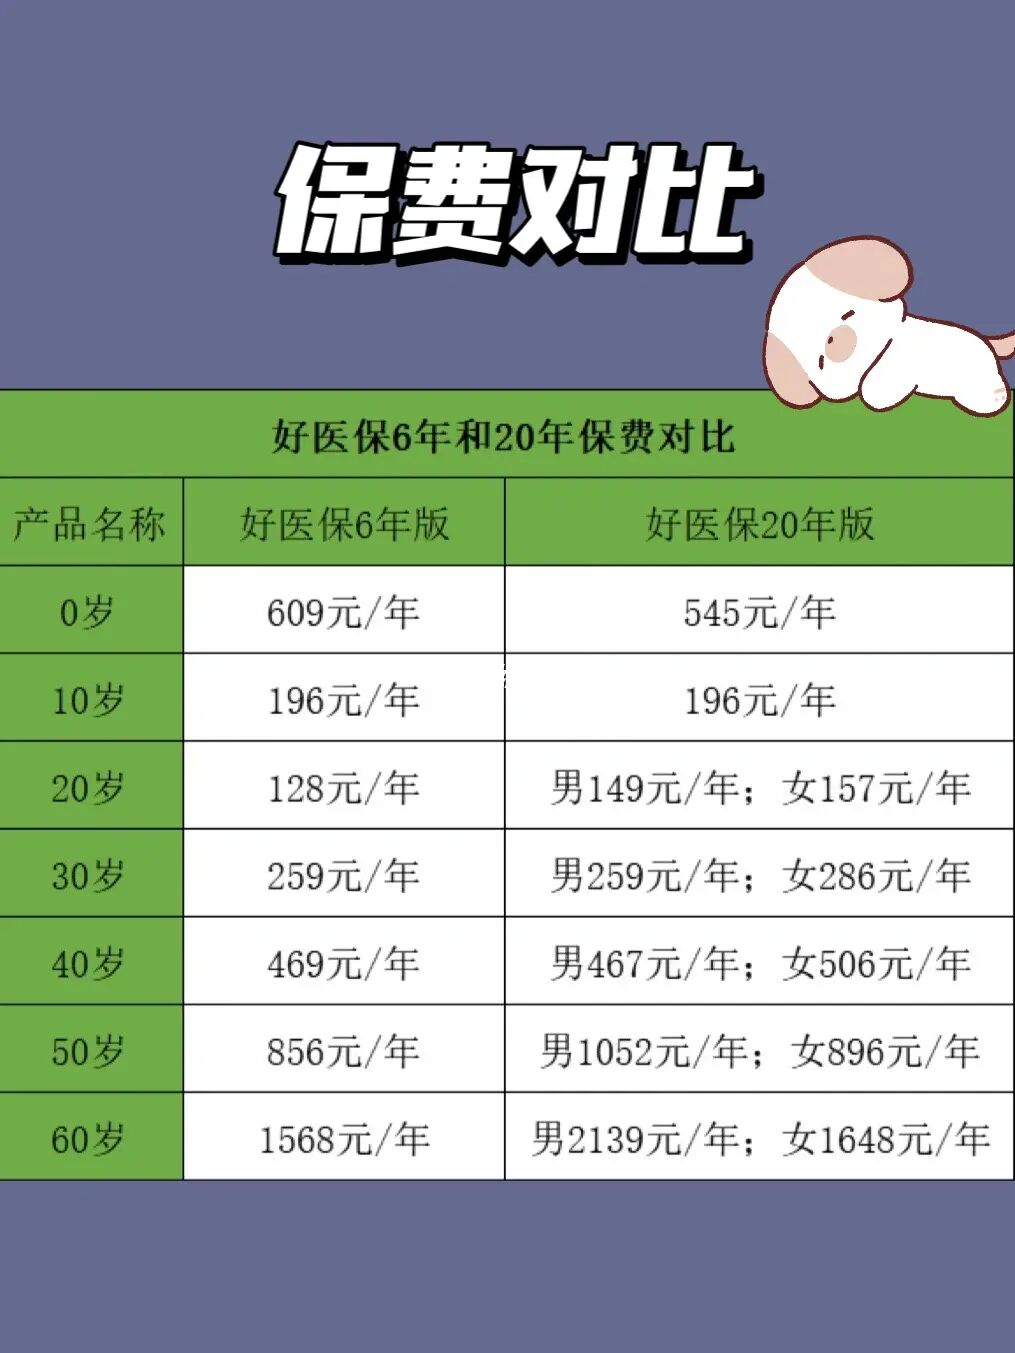 保费对比
好医保6年和20年保费对比
产品名称 好医保6年版 好医保20年版
0岁 609元/年 545元/年
10岁 196元/年 196元/年
20岁 128元/年 男149元/年；女157元/年
30岁 259元/年 男259元/年；女286元/年
40岁 469元/年 男467元/年；女506元/年
50岁 856元/年 男1052元/年；女896元/年
60岁 1568元/年 男2139元/年；女1648元/年